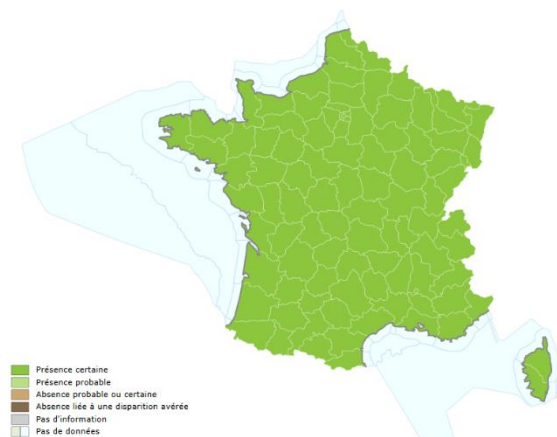 Présence certaine
Présence probable
Absence probable ou certaine
Absence liée à une disparition avérée
Pas d'information
Pas de données